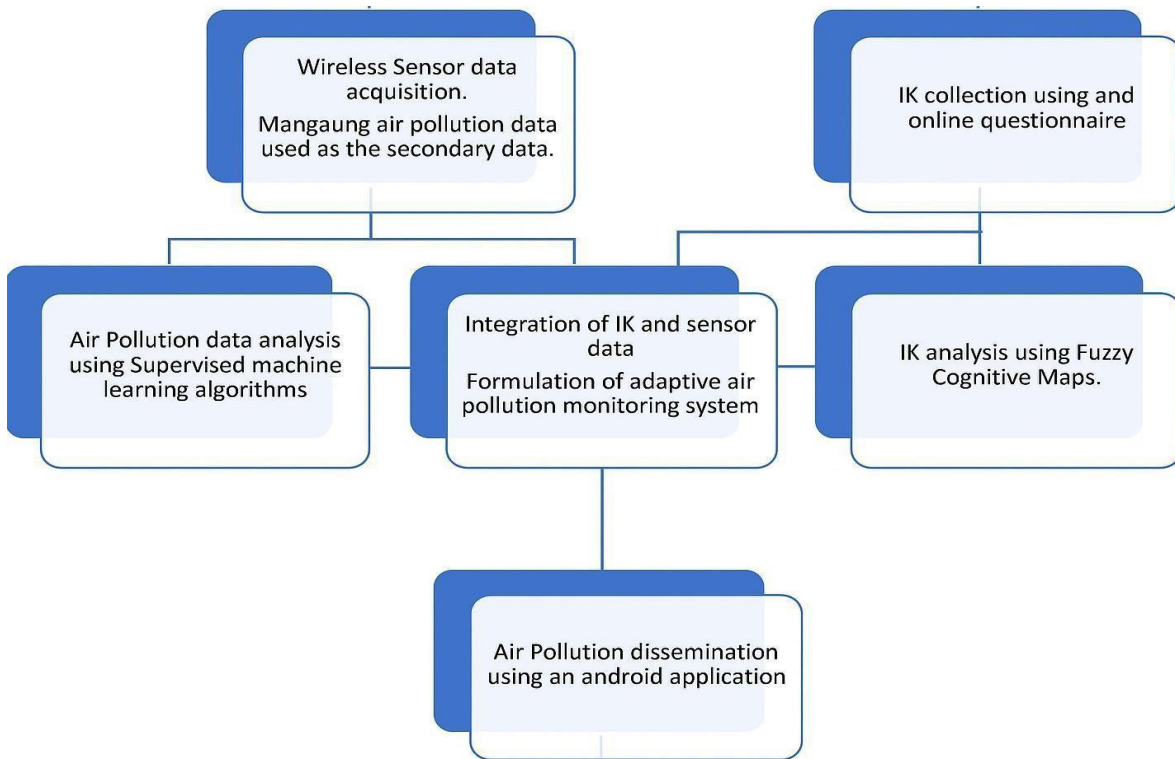 Wireless Sensor data
acquisition.
Mangaung air pollution data
used as the secondary data.
IK collection using and
online questionnaire
Air Pollution data analysis
using Supervised machine
learning algorithms
Integration of IK and sensor
data
Formulation of adaptive air
pollution monitoring system
IK analysis using Fuzzy
Cognitive Maps.
Air Pollution dissemination
using an android application